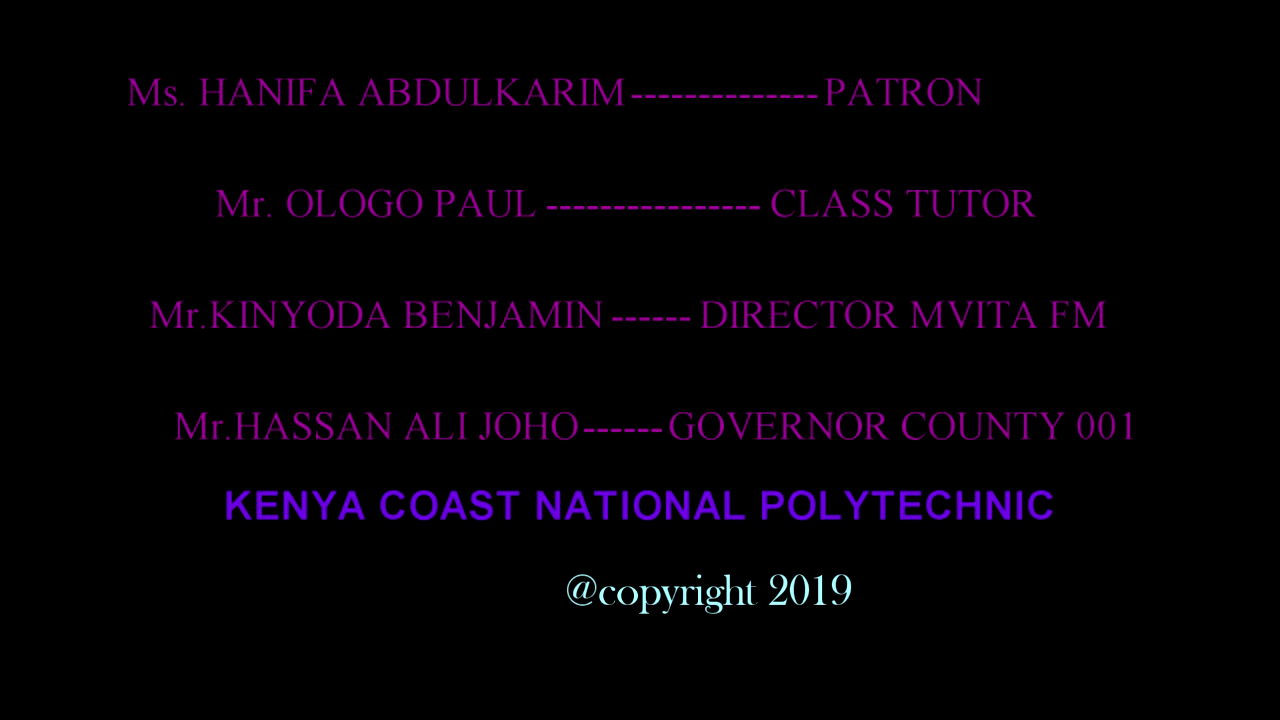 Ms. HANIFA ABDULKARIM--------------PATRON
Mr. OLOGO PAUL ---------------- CLASS TUTOR
Mr.KINYODA BENJAMIN------ DIRECTOR MVITA FM
Mr.HASSAN ALI JOHO------GOVERNOR COUNTY 001
KENYA COAST NATIONAL POLYTECHNIC
@copyright 2019